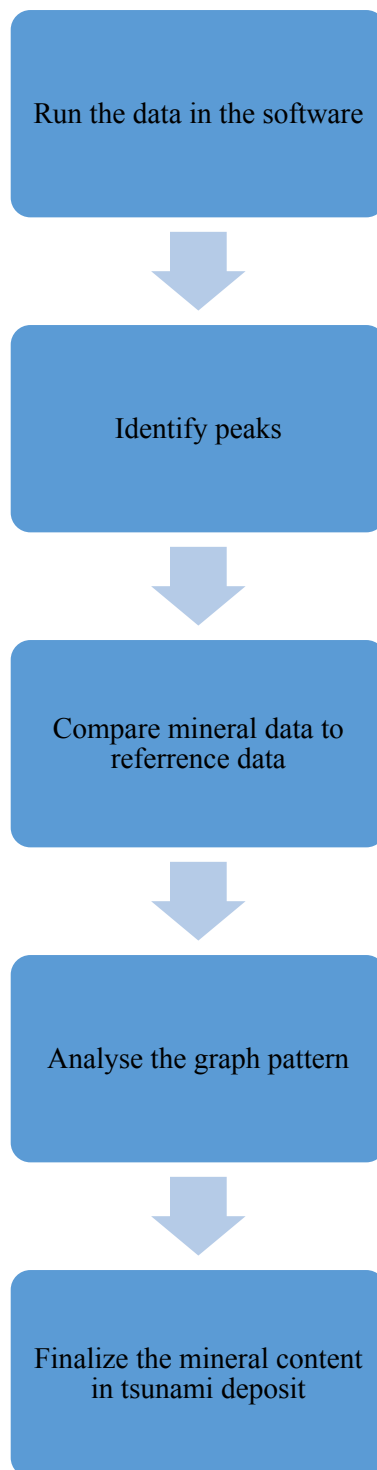 Run the data in the software
Identify peaks
Compare mineral data to
referrence data
Analyse the graph pattern
Finalize the mineral content
in tsunami deposit